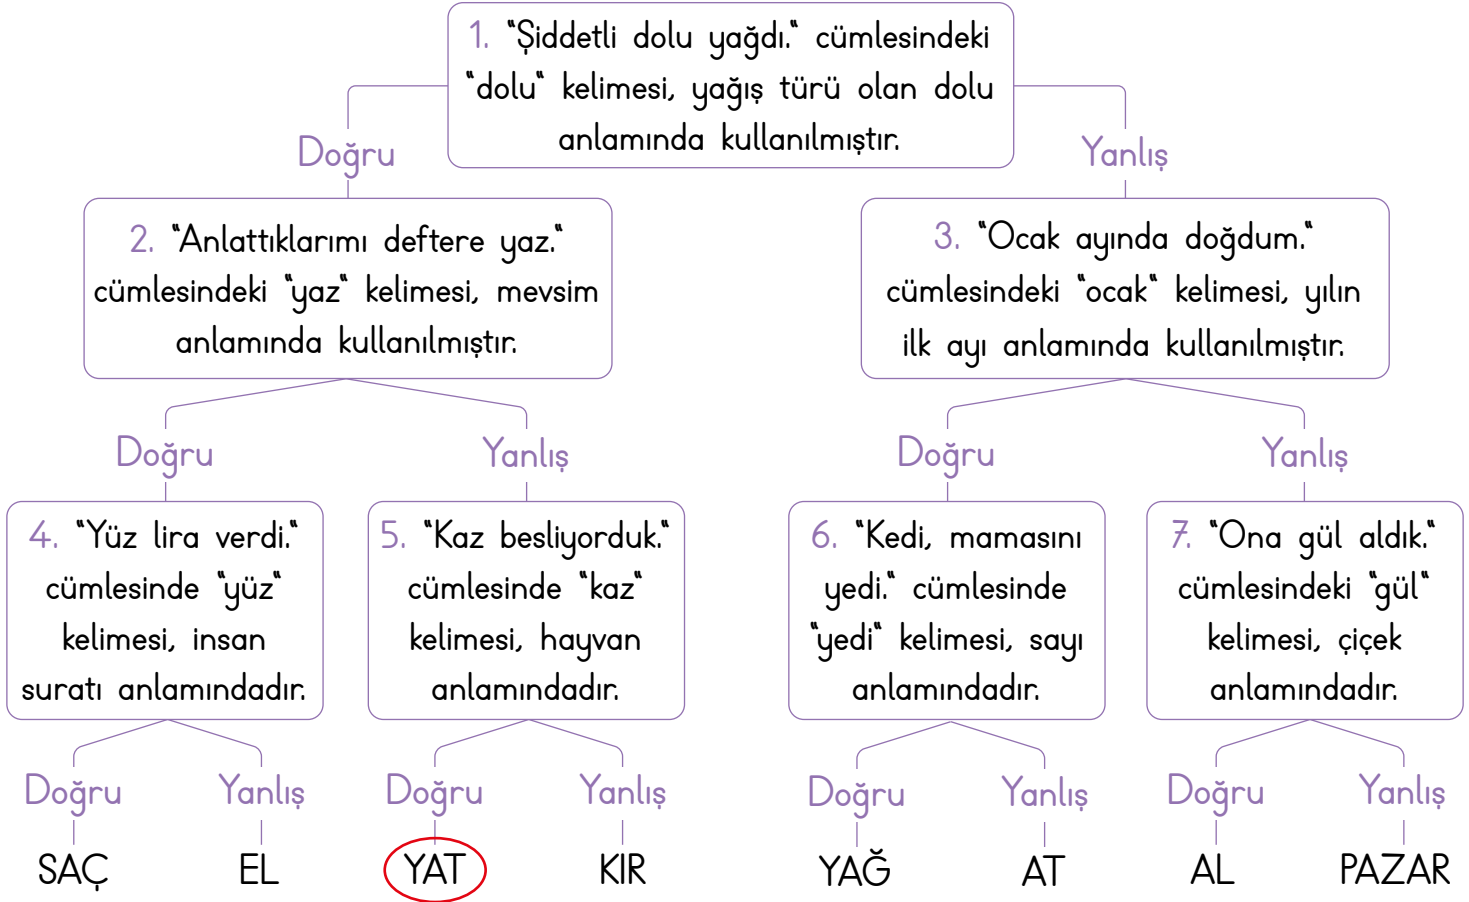 1. "Şiddetli dolu yağdı." cümlesindeki
"dolu" kelimesi, yağış türü olan dolu
anlamında kullanılmıştır.
Doğru
Yanlış
2. "Anlattıklarımı deftere yaz."
cümlesindeki "yaz" kelimesi, mevsim
anlamında kullanılmıştır.
3. "Ocak ayında doğdum."
cümlesindeki "ocak" kelimesi, yılın
ilk ayı anlamında kullanılmıştır.
Doğru
Yanlış
Doğru
Yanlış
4. "Yüz lira verdi."
cümlesinde "yüz"
kelimesi, insan
suratı anlamındadır.
5. "Kaz besliyorduk."
cümlesinde "kaz"
kelimesi, hayvan
anlamındadır.
6. "Kedi, mamasını
yedi." cümlesinde
"yedi" kelimesi, sayı
anlamındadır.
7. "Ona gül aldık."
cümlesindeki "gül"
kelimesi, çiçek
anlamındadır.
Doğru
Yanlış
Doğru
Yanlış
Doğru
Yanlış
Doğru
Yanlış
SAÇ
EL
YAT
KIR
YAĞ
AT
AL
PAZAR